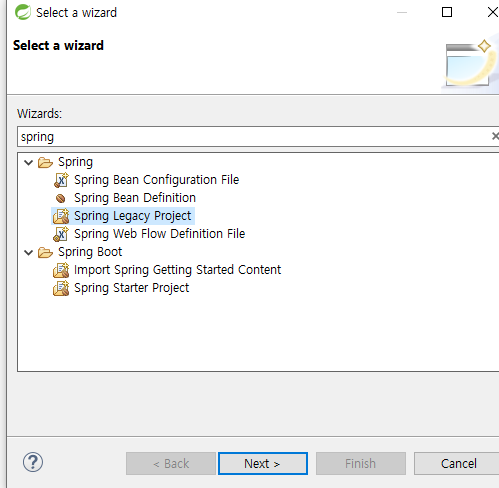 Select a wizard
Select a wizard
Wizards:
spring
Spring
Spring Bean Configuration File
Spring Bean Definition
Spring Legacy Project
Spring Web Flow Definition File
Spring Boot
Import Spring Getting Started Content
Spring Starter Project
? < Back Next > Finish Cancel